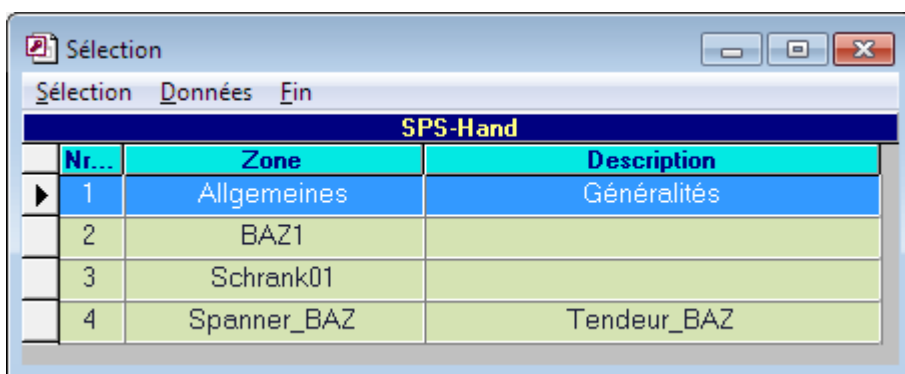 Sélection
Sélection Données Fin
SPS-Hand
Nr... Zone Description
1 Allgemeines Généralités
2 BAZ1
3 Schrank01
4 Spanner_BAZ Tendeur_BAZ